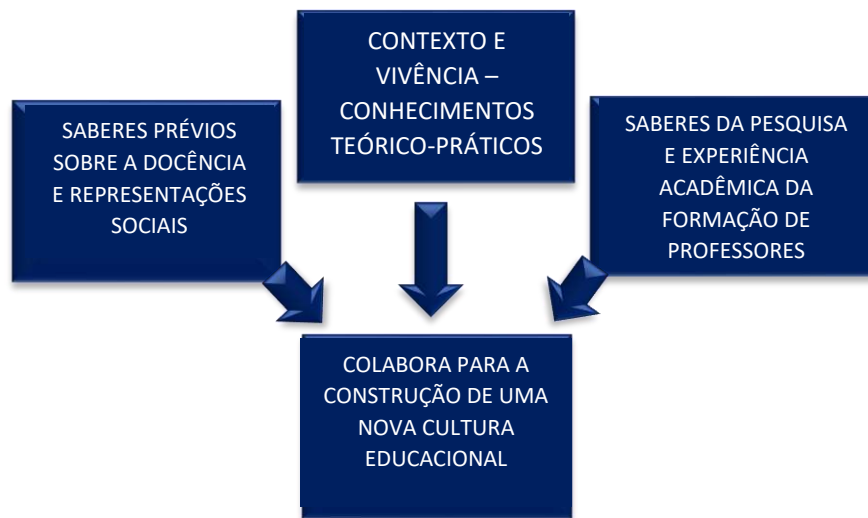 CONTEXTO E
VIVÊNCIA –
CONHECIMENTOS
TEÓRICO-PRÁTICOS
SABERES PRÉVIOS
SOBRE A DOCÊNCIA
E REPRESENTAÇÕES
SOCIAIS
SABERES DA PESQUISA
E EXPERIÊNCIA
ACADÊMICA DA
FORMAÇÃO DE
PROFESSORES
COLABORA PARA A
CONSTRUÇÃO DE UMA
NOVA CULTURA
EDUCACIONAL